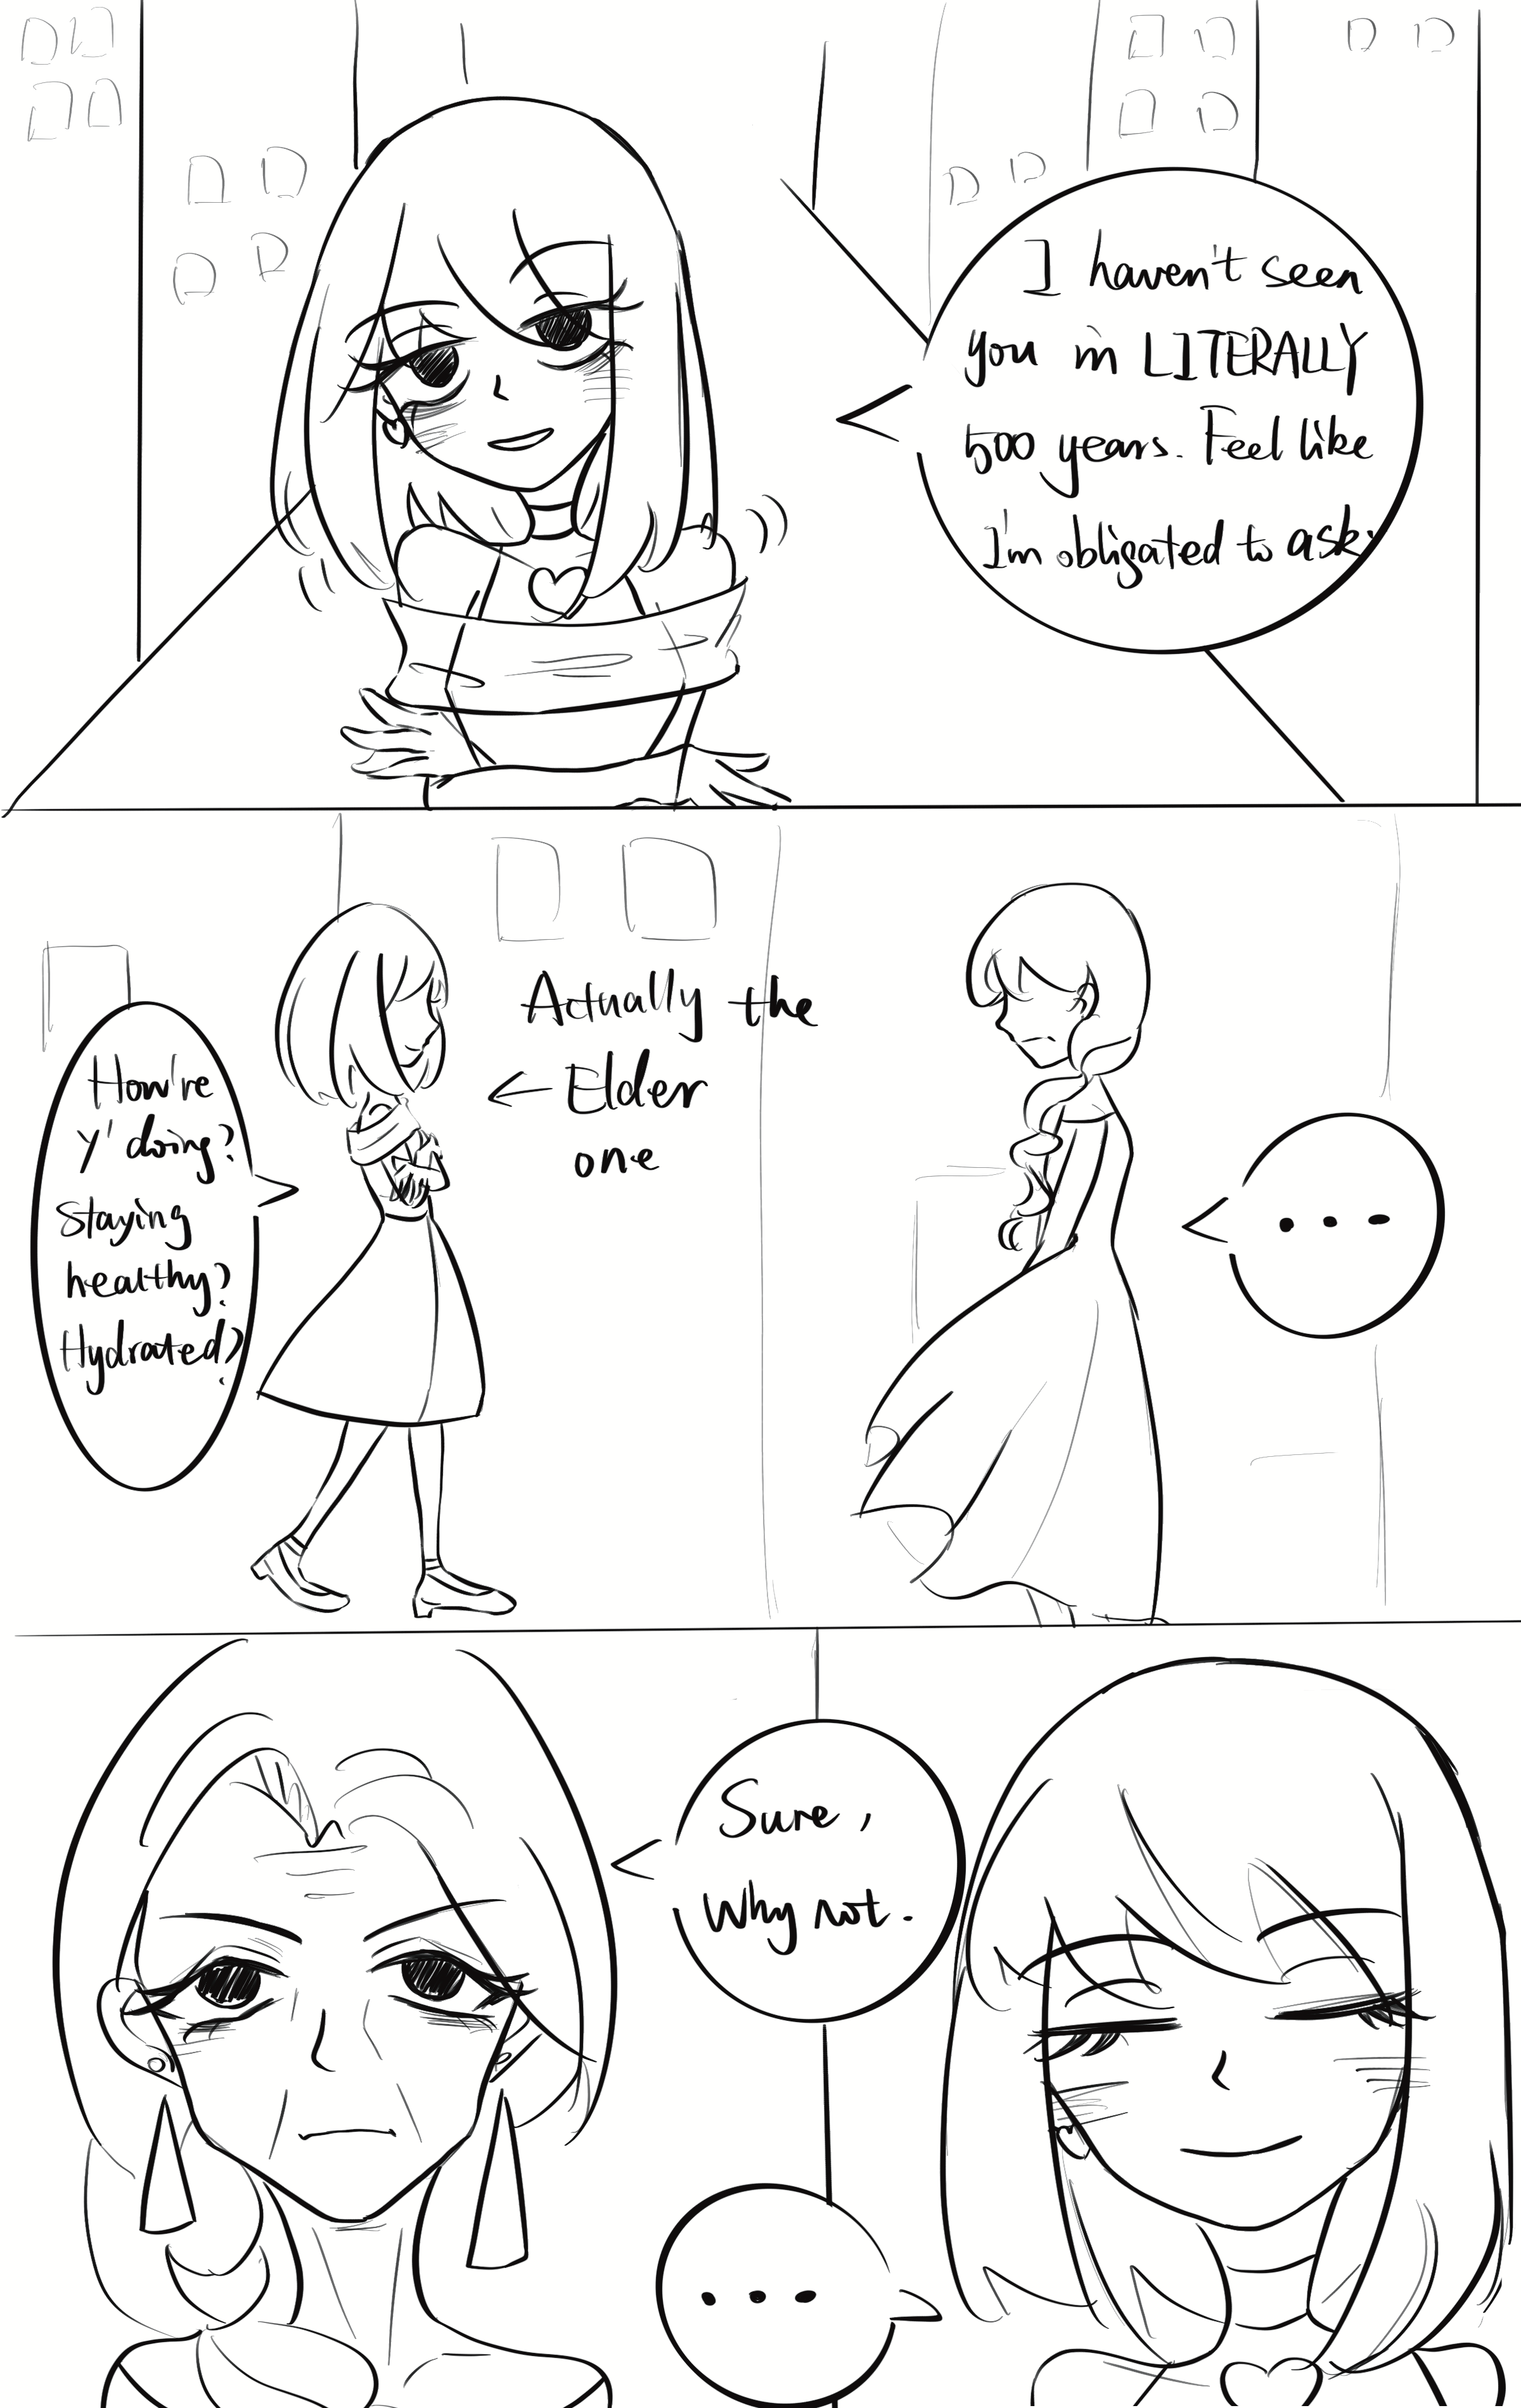 I haven't seen
you in LITERALLY
500 years. Feel like
I'm obligated to ask:
Actually the
← Elder
one
How're
y' doing?
Staying
healthy?
Hydrated?
...
Sure,
Why not.
...